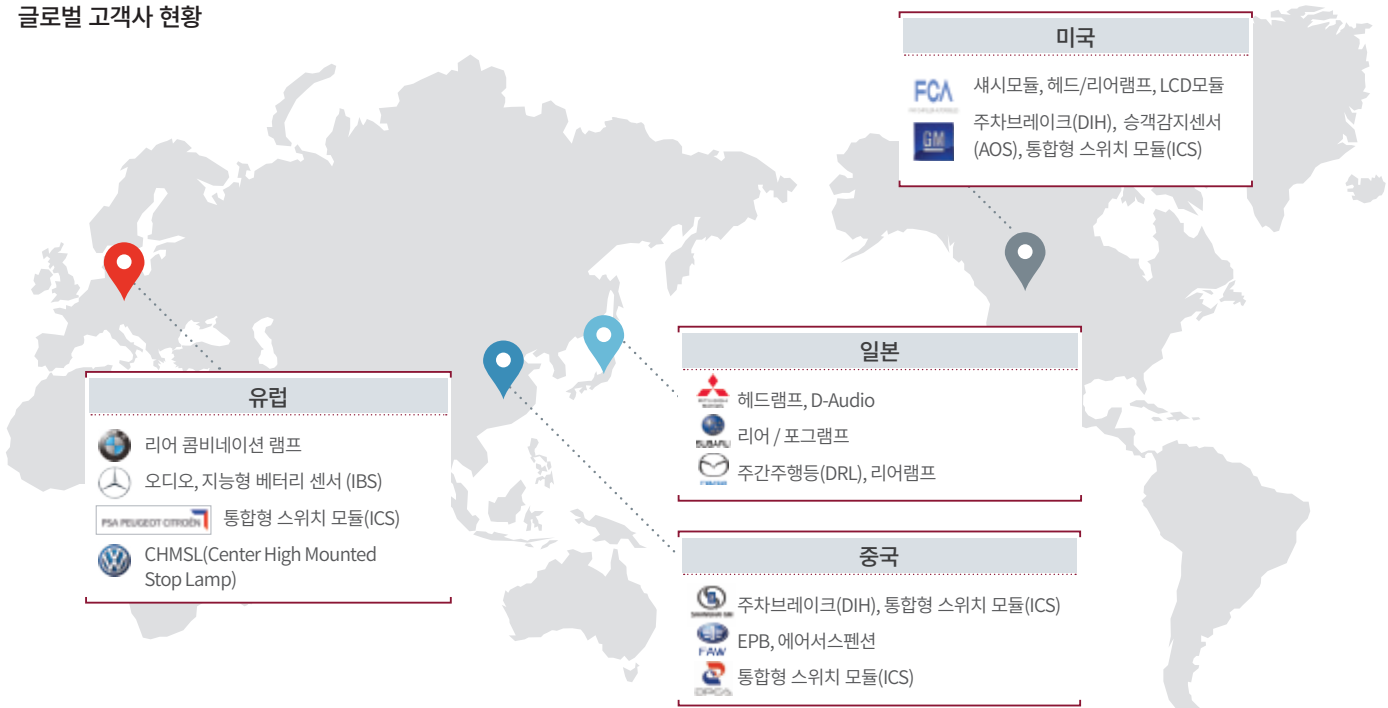 글로벌 고객사 현황
미국
FCA
섀시모듈, 헤드/리어램프, LCD모듈
GM
주차브레이크(DIH), 승객감지센서
(AOS), 통합형 스위치 모듈(ICS)
유럽
리어 콤비네이션 램프
오디오, 지능형 베터리 센서 (IBS)
PSA PEUGEOT CITROËN
통합형 스위치 모듈(ICS)
CHMSL(Center High Mounted
Stop Lamp)
일본
헤드램프, D-Audio
SUBARU
리어 / 포그램프
주간주행등(DRL), 리어램프
중국
주차브레이크(DIH), 통합형 스위치 모듈(ICS)
FAW
EPB, 에어서스펜션
DPCA
통합형 스위치 모듈(ICS)